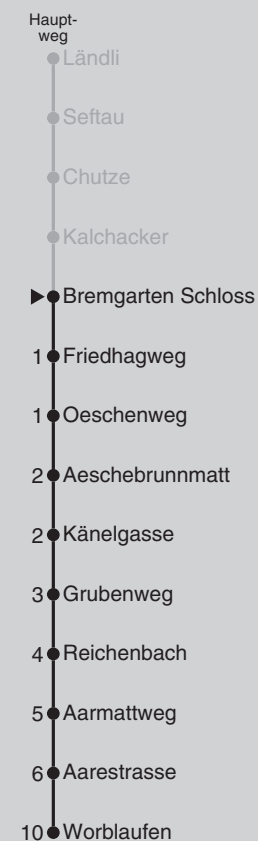 Haupt-
weg
Ländli
Seftau
Chutze
Kalchacker
Bremgarten Schloss
1 Friedhagweg
1 Oeschenweg
2 Aeschebrunnmatt
2 Känelgasse
3 Grubenweg
4 Reichenbach
5 Aarmattweg
6 Aarestrasse
10 Worblaufen